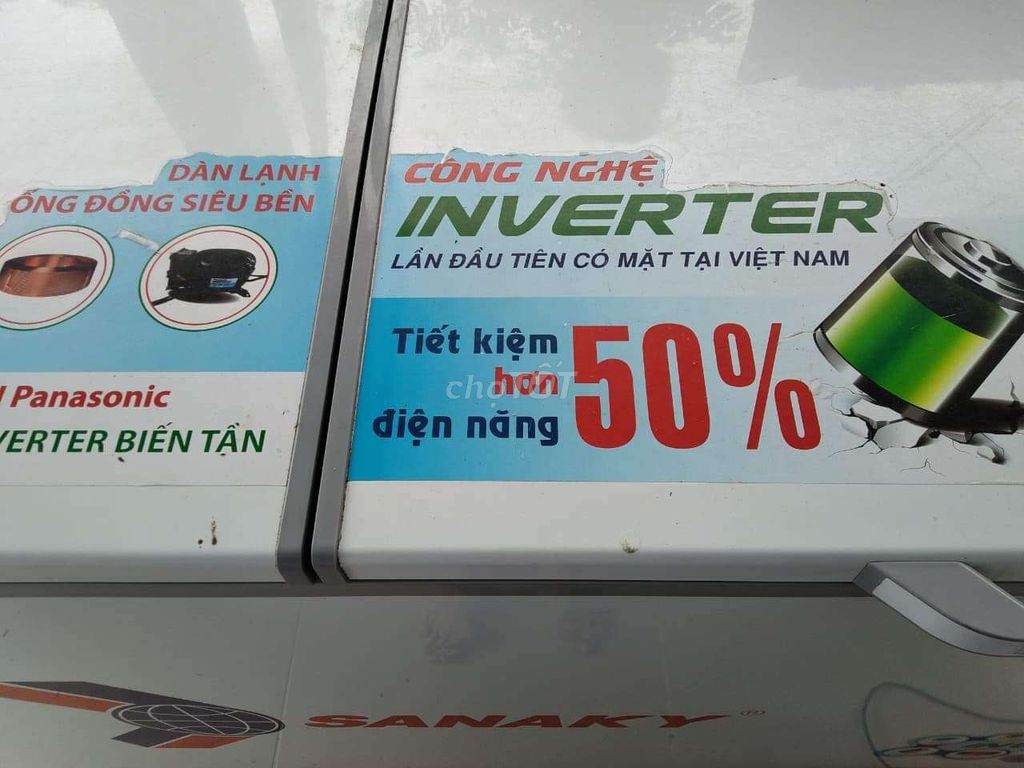 DÀN LẠNH
ỐNG ĐỒNG SIÊU BỀN
Panasonic
VERTER BIẾN TẦN
CÔNG NGHỆ
INVERTER
LẦN ĐẦU TIÊN CÓ MẶT TẠI VIỆT NAM
Tiết kiệm
hơn
điện năng
50%
chợTỐT
SANAKY